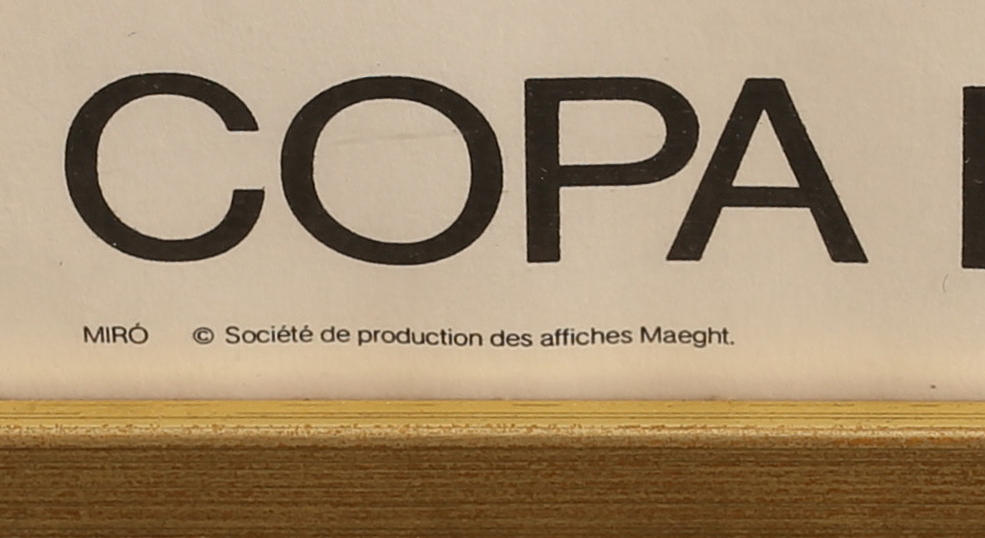 COPA
MIRÓ © Société de production des affiches Maeght.